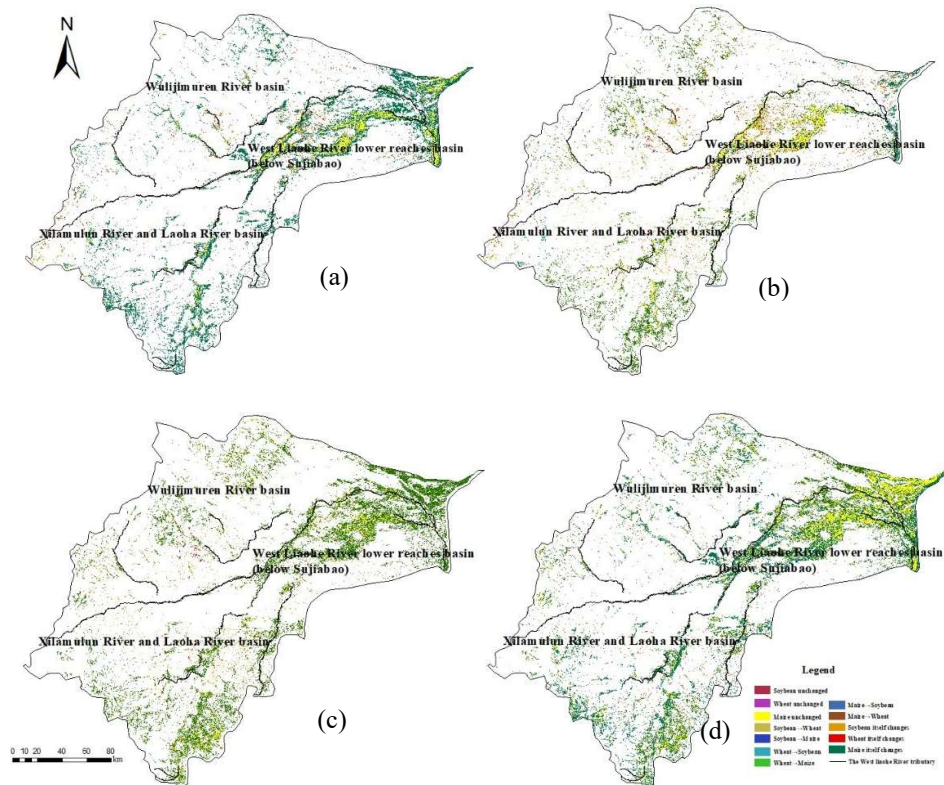 N
Wulijimuren River basin
West Liaohe River lower reaches basin
(below Sujiabao)
Xilamulun River and Laoha River basin
(a)
Wulijimuren River basin
West Liaohe River lower reaches basin
(below Sujiabao)
Xilamulun River and Laoha River basin
(b)
Wulijimuren River basin
West Liaohe River lower reaches basin
(below Sujiabao)
Xilamulun River and Laoha River basin
(c)
0 10 20 40 60 80
km
Wulijimuren River basin
West Liaohe River lower reaches basin
(below Sujiabao)
Xilamulun River and Laoha River basin
(d)
Legend
Soybean unchanged
Wheat unchanged
Maize unchanged
Soybean→Wheat
Soybean→Maize
Wheat→Soybean
Wheat→Maize
Maize→Soybean
Maize→Wheat
Soybean itself changes
Wheat itself changes
Maize itself changes
The West liaohe River tributary